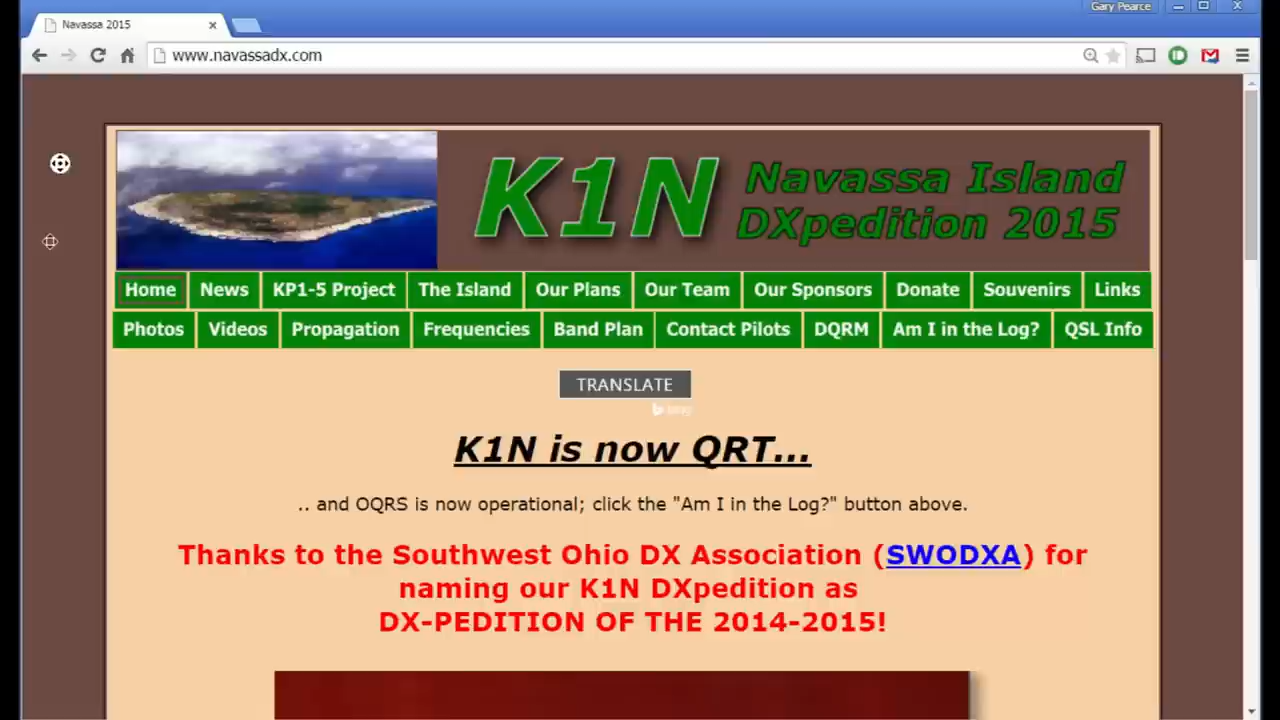 Gary Pearce
Navassa 2015
www.navassadx.com
K1N Navassa Island
DXpedition 2015
Home News KP1-5 Project The Island Our Plans Our Team Our Sponsors Donate Souvenirs Links
Photos Videos Propagation Frequencies Band Plan Contact Pilots DQRM Am I in the Log? QSL Info
TRANSLATE
bing
K1N is now QRT...
.. and OQRS is now operational; click the "Am I in the Log?" button above.
Thanks to the Southwest Ohio DX Association (SWODXA) for
naming our K1N DXpedition as
DX-PEDITION OF THE 2014-2015!